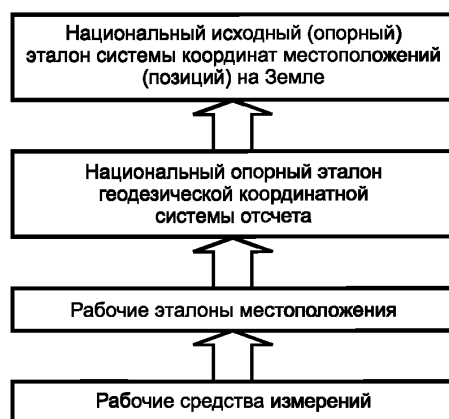 Национальный исходный (опорный)
эталон системы координат местоположений
(позиций) на Земле
Национальный опорный эталон
геодезической координатной
системы отсчета
Рабочие эталоны местоположения
Рабочие средства измерений